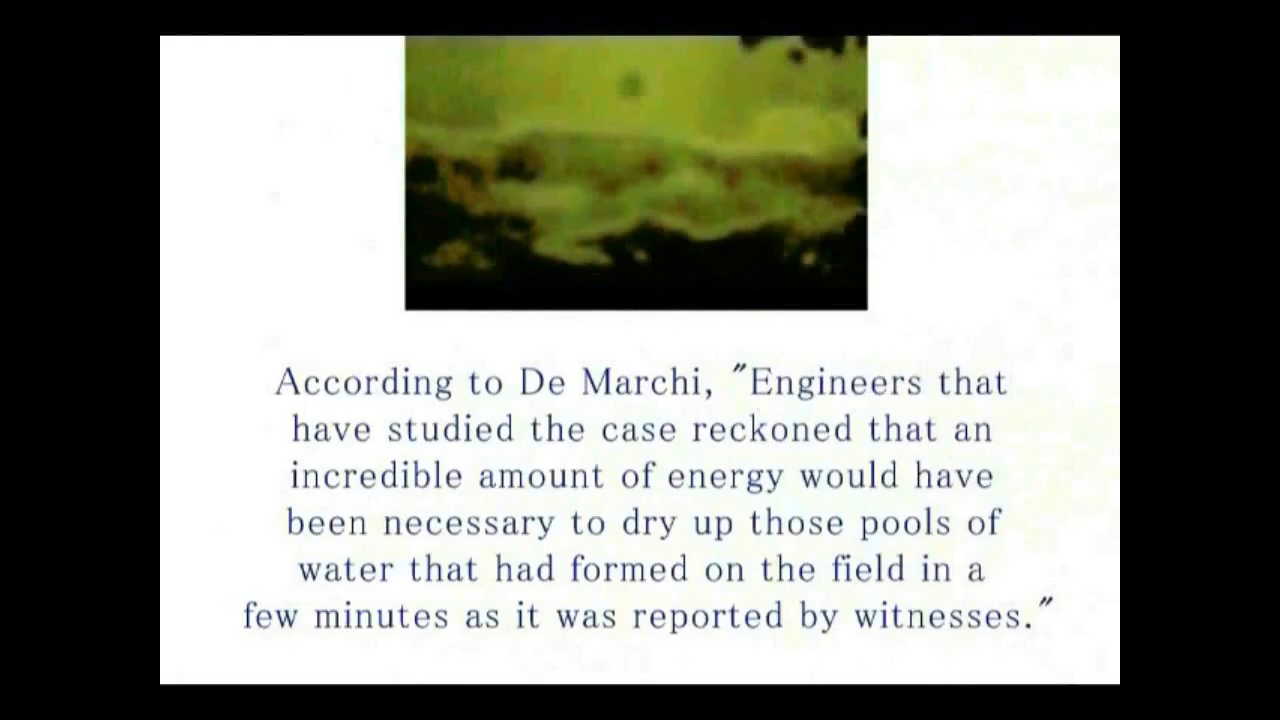 According to De Marchi, "Engineers that
have studied the case reckoned that an
incredible amount of energy would have
been necessary to dry up those pools of
water that had formed on the field in a
few minutes as it was reported by witnesses."